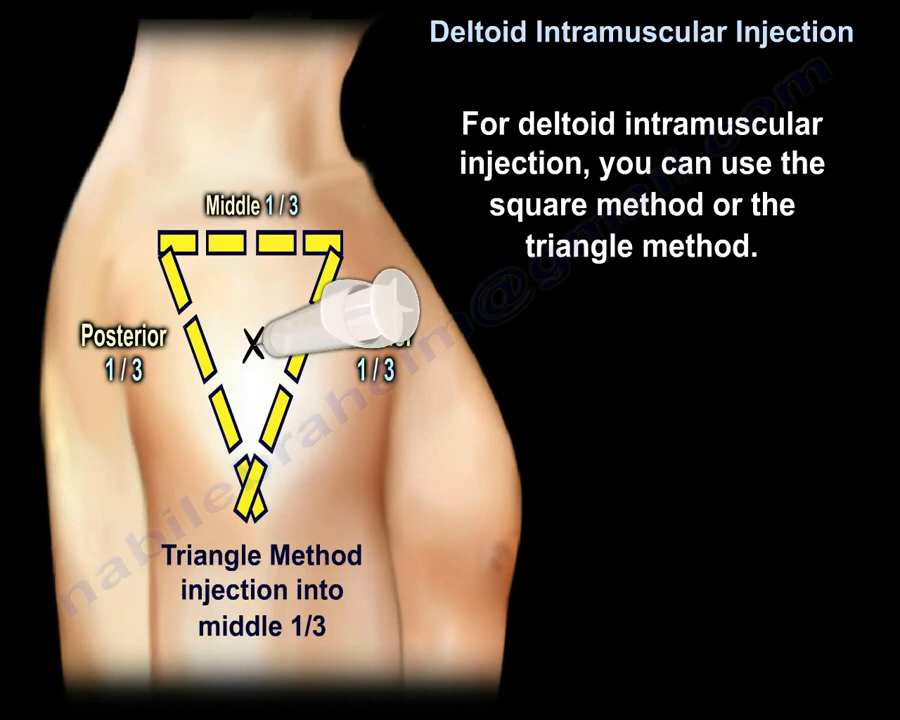 Deltoid Intramuscular Injection
For deltoid intramuscular
injection, you can use the
square method or the
triangle method.
Middle 1 / 3
Posterior
1 / 3
1 / 3
Triangle Method
injection into
middle 1/3